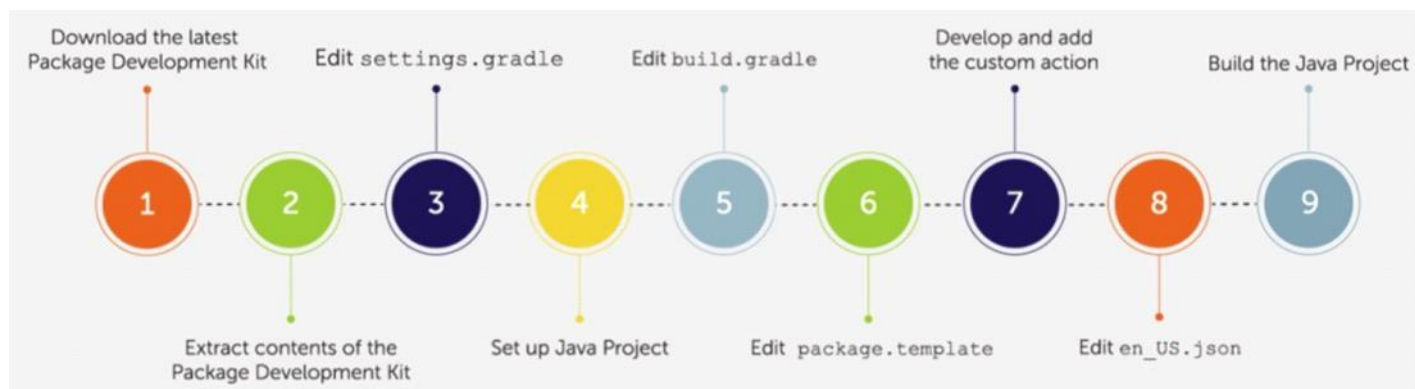 Download the latest
Package Development Kit
1
2
Extract contents of the
Package Development Kit
Edit settings.gradle
3
4
Set up Java Project
Edit build.gradle
5
6
Edit package.template
Develop and add
the custom action
7
8
Edit en_US.json
Build the Java Project
9